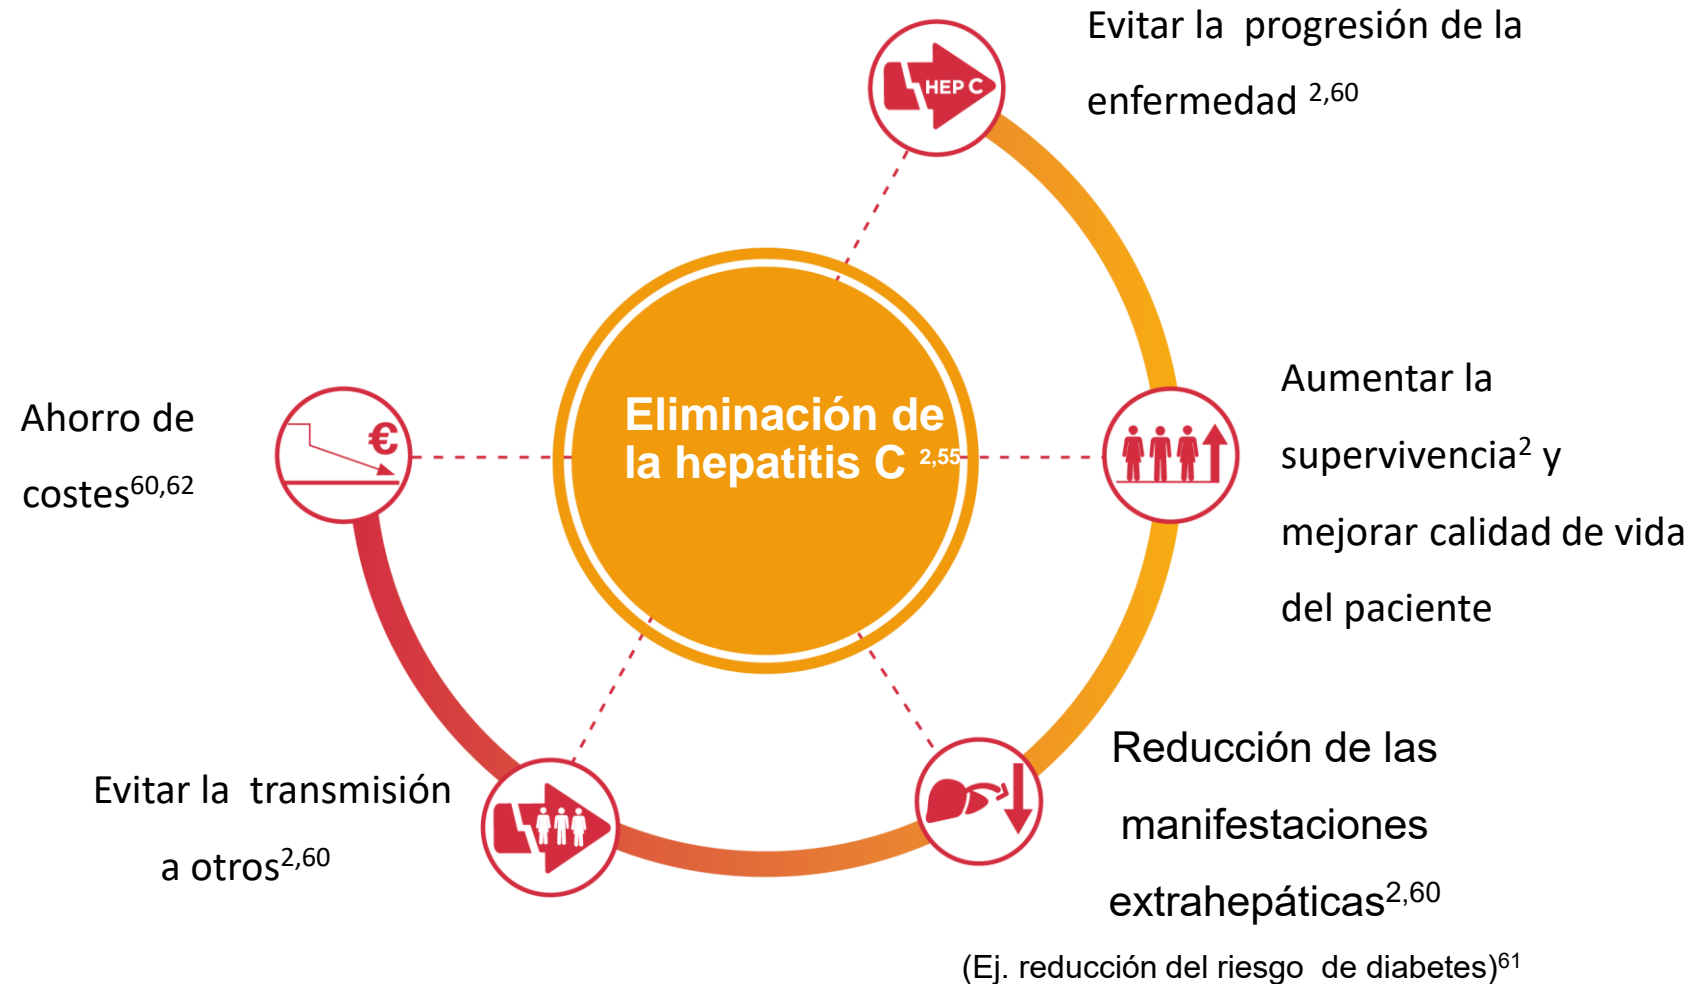 Evitar la progresión de la
enfermedad 2,60
HEP C
Eliminación de
la hepatitis C 2,55
Aumentar la
supervivencia2 y
mejorar calidad de vida
del paciente
Ahorro de
costes60,62
€
Reducción de las
manifestaciones
extrahepáticas2,60
(Ej. reducción del riesgo de diabetes)61
Evitar la transmisión
a otros2,60